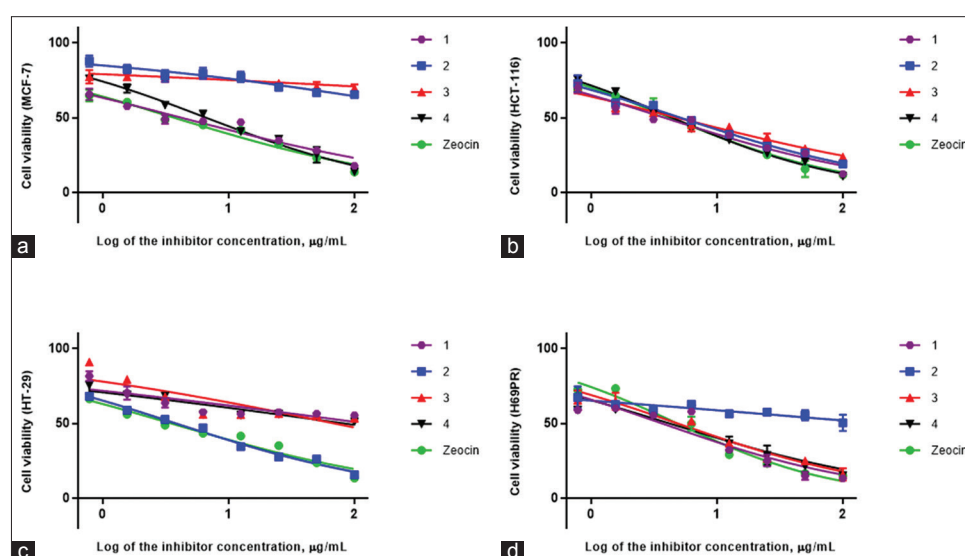 100
50
0
Cell viability (MCF-7)
0 1 2
Log of the inhibitor concentration, µg/mL
1
2
3
4
Zeocin
a
100
50
0
Cell viability (HCT-116)
0 1 2
Log of the inhibitor concentration, µg/mL
1
2
3
4
Zeocin
b
100
50
0
Cell viability (HT-29)
0 1 2
Log of the inhibitor concentration, µg/mL
1
2
3
4
Zeocin
c
100
50
0
Cell viability (H69PR)
0 1 2
Log of the inhibitor concentration, µg/mL
1
2
3
4
Zeocin
d